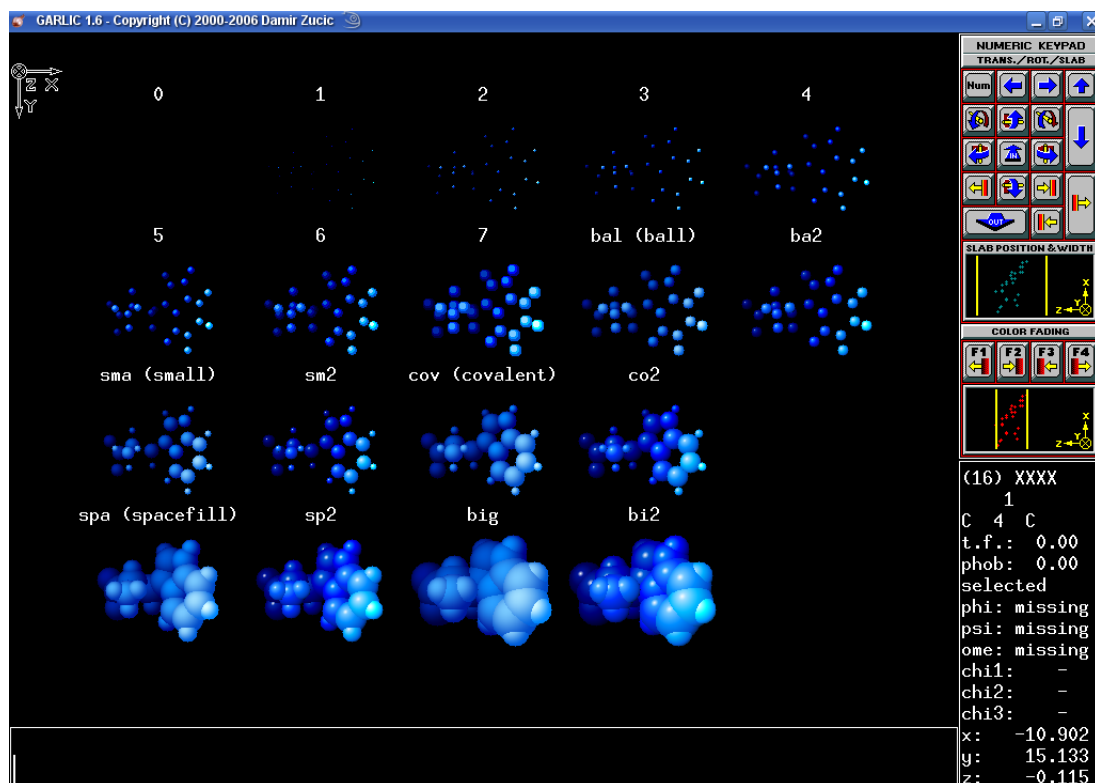 GARLIC 1.6 - Copyright (C) 2000-2006 Damir Zucic
NUMERIC KEYPAD
TRANS./ROT./SLAB
Z X
Y
0 1 2 3 4
Num
IN
5 6 7 bal (ball) ba2
OUT
SLAB POSITION & WIDTH
X
Y
Z
COLOR FADING
F1 F2 F3 F4
sma (small) sm2 cov (covalent) co2
X
Y
Z
(16) XXXX
1
C 4 C
spa (spacefill) sp2 big bi2
t.f.: 0.00
phob: 0.00
selected
phi: missing
psi: missing
ome: missing
chi1: -
chi2: -
chi3: -
x: -10.902
y: 15.133
z: -0.115